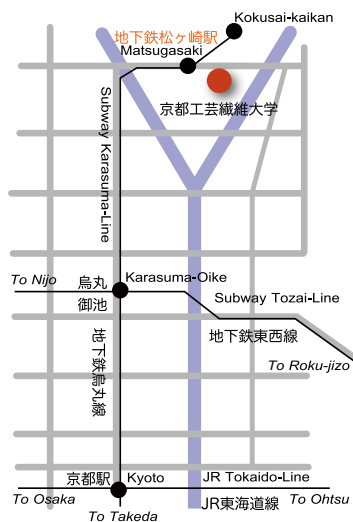 Kokusai-kaikan
地下鉄松ヶ崎駅
Matsugasaki
京都工芸繊維大学
Subway Karasuma-Line
To Nijo
烏丸
御池
Karasuma-Oike
Subway Tozai-Line
地下鉄東西線
To Roku-jizo
地下鉄烏丸線
京都駅
Kyoto
JR Tokaido-Line
To Osaka
To Takeda
JR東海道線
To Ohtsu